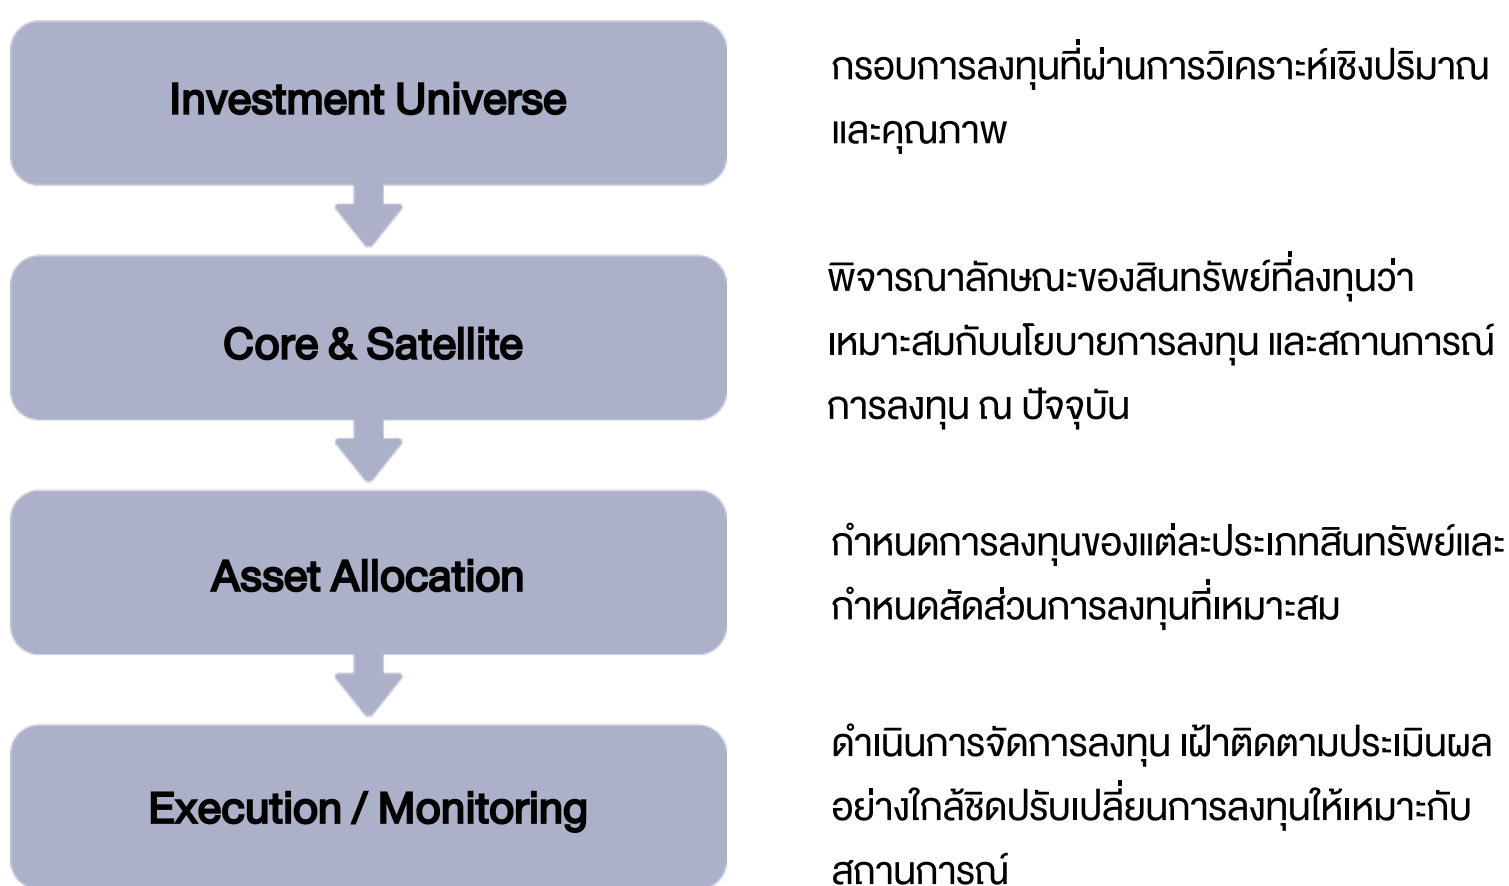 Investment Universe
กรอบการลงทุนที่ผ่านการวิเคราะห์เชิงปริมาณ
และคุณภาพ
Core & Satellite
พิจารณาลักษณะของสินทรัพย์ที่ลงทุนว่า
เหมาะสมกับนโยบายการลงทุน และสถานการณ์
การลงทุน ณ ปัจจุบัน
Asset Allocation
กำหนดการลงทุนของแต่ละประเภทสินทรัพย์และ
กำหนดสัดส่วนการลงทุนที่เหมาะสม
Execution / Monitoring
ดำเนินการจัดการลงทุน เฝ้าติดตามประเมินผล
อย่างใกล้ชิดปรับเปลี่ยนการลงทุนให้เหมาะกับ
สถานการณ์